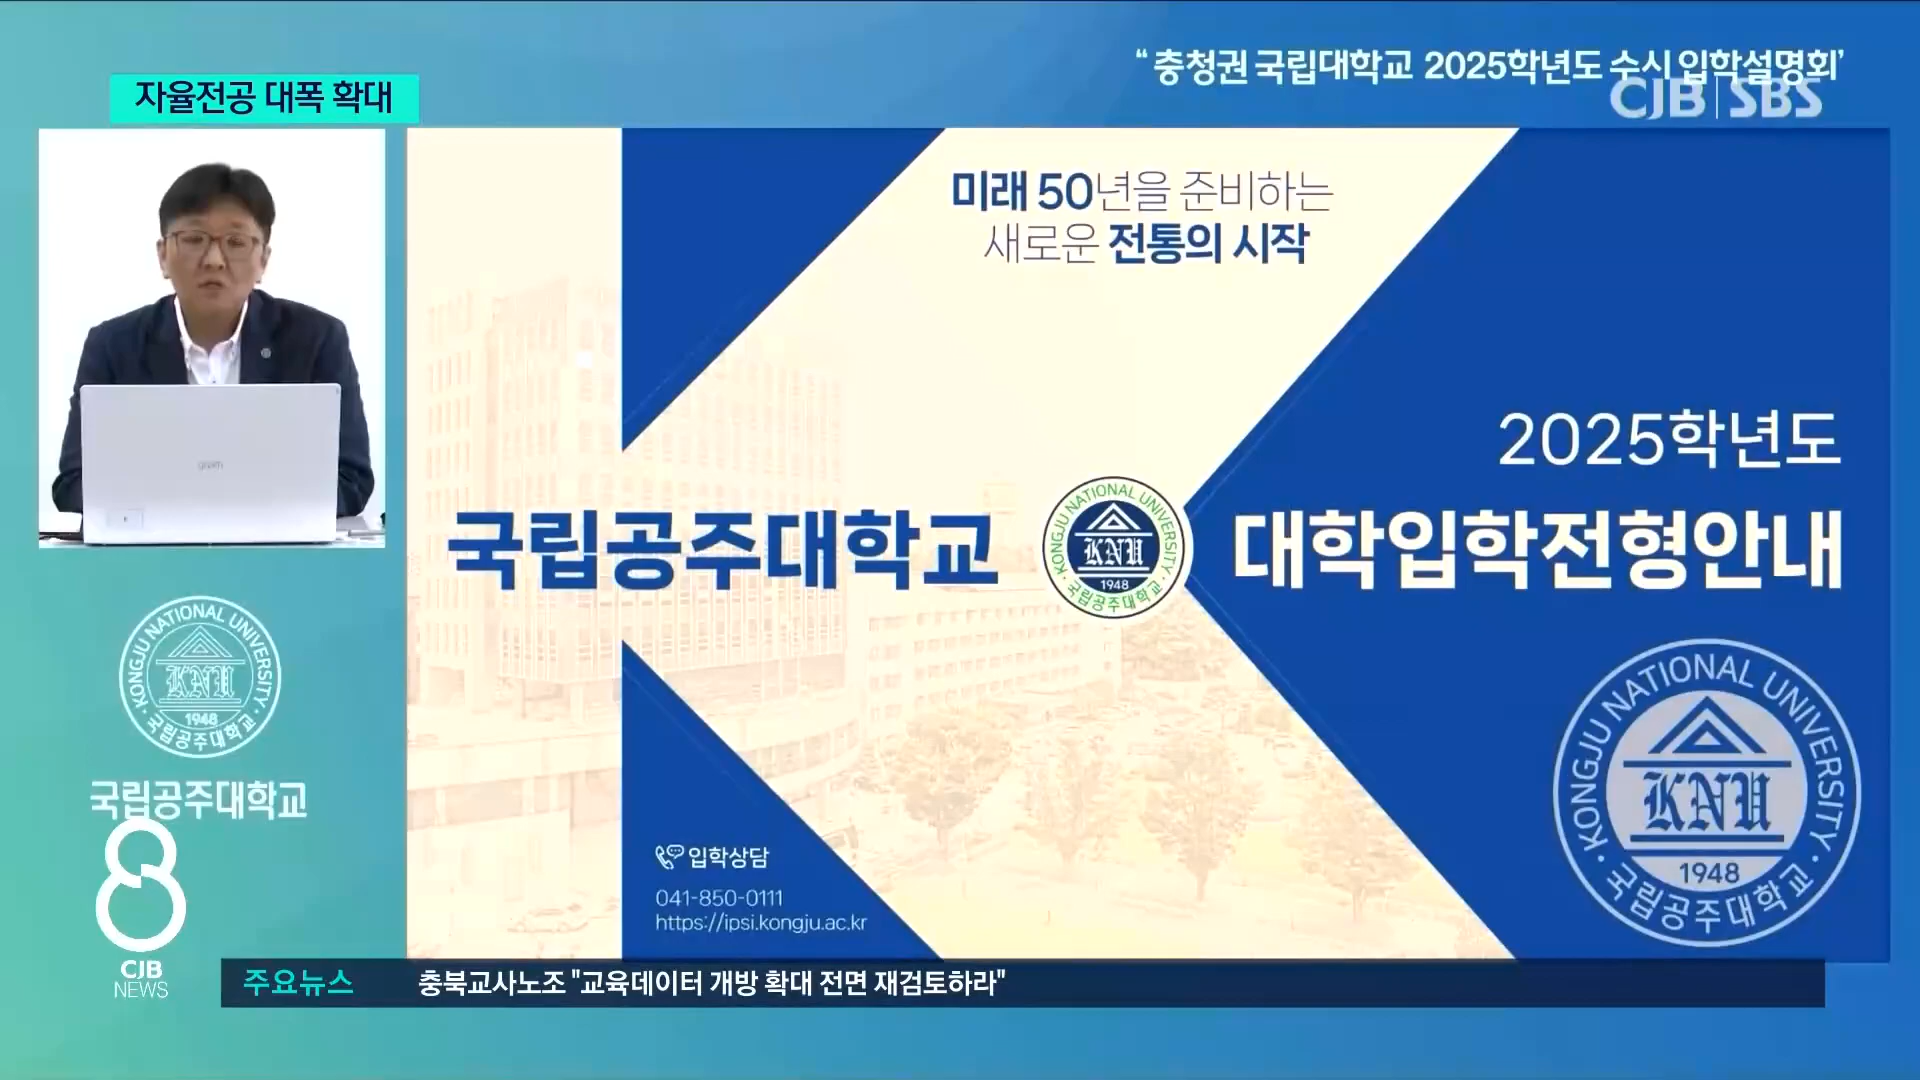 “ 충청권 국립대학교 2025학년도 수시 입학설명회’
CJB SBS
자율전공 대폭 확대
미래 50년을 준비하는
새로운 전통의 시작
gram
2025학년도
국립공주대학교
KONGJU NATIONAL UNIVERSITY
KNU
1948
국립공주대학교
대학입학전형안내
KONGJU NATIONAL UNIVERSITY
KNU
1948
국립공주대학교
국립공주대학교
KONGJU NATIONAL UNIVERSITY
KNU
1948
국립공주대학교
입학상담
041-850-0111
https://ipsi.kongju.ac.kr
8
CJB
NEWS
주요뉴스 충북교사노조 "교육데이터 개방 확대 전면 재검토하라"